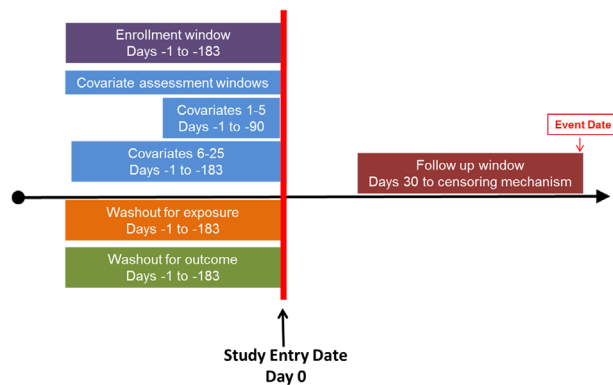 Enrollment window
Days -1 to -183
Covariate assessment windows
Covariates 1-5
Days -1 to -90
Covariates 6-25
Days -1 to -183
Event Date
Follow up window
Days 30 to censoring mechanism
Washout for exposure
Days -1 to -183
Washout for outcome
Days -1 to -183
Study Entry Date
Day 0